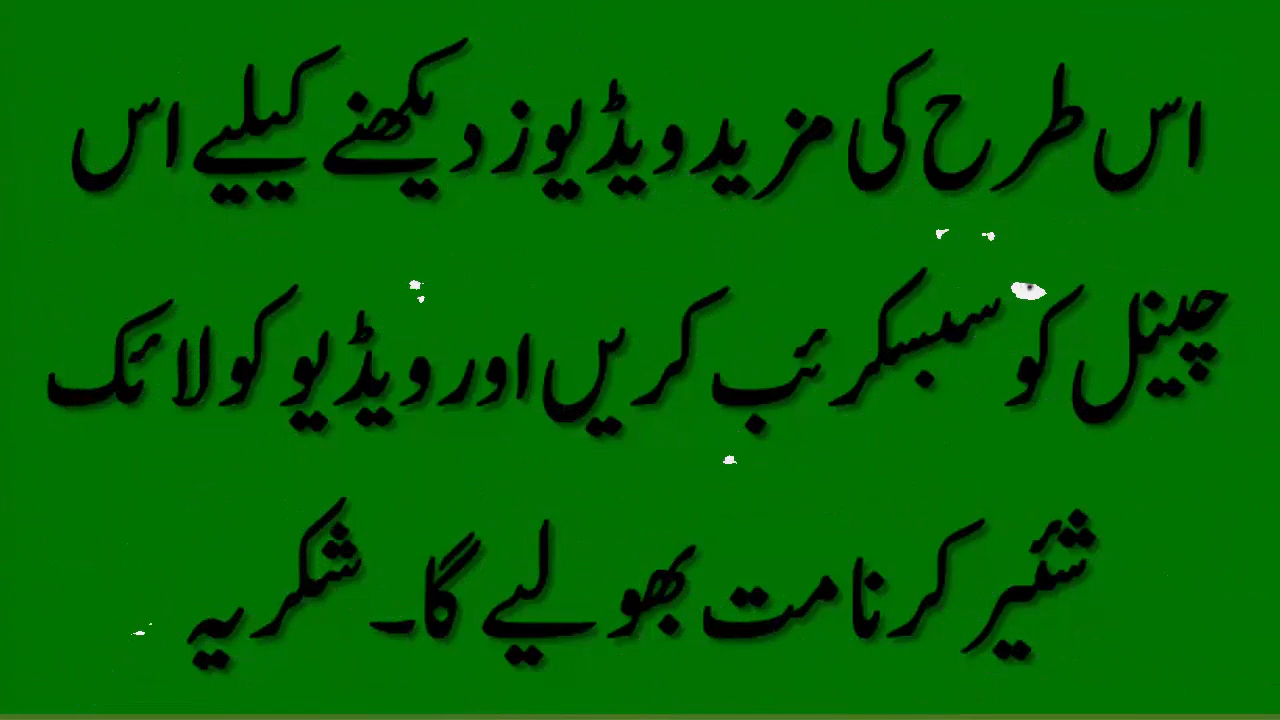 اس طرح کی مزید ویڈیوز دیکھنے کیلیے اس
چینل کو سبسکرئب کریں اور ویڈیو کو لائک
شئیر کرنا مت بھولیے گا۔ شکریہ